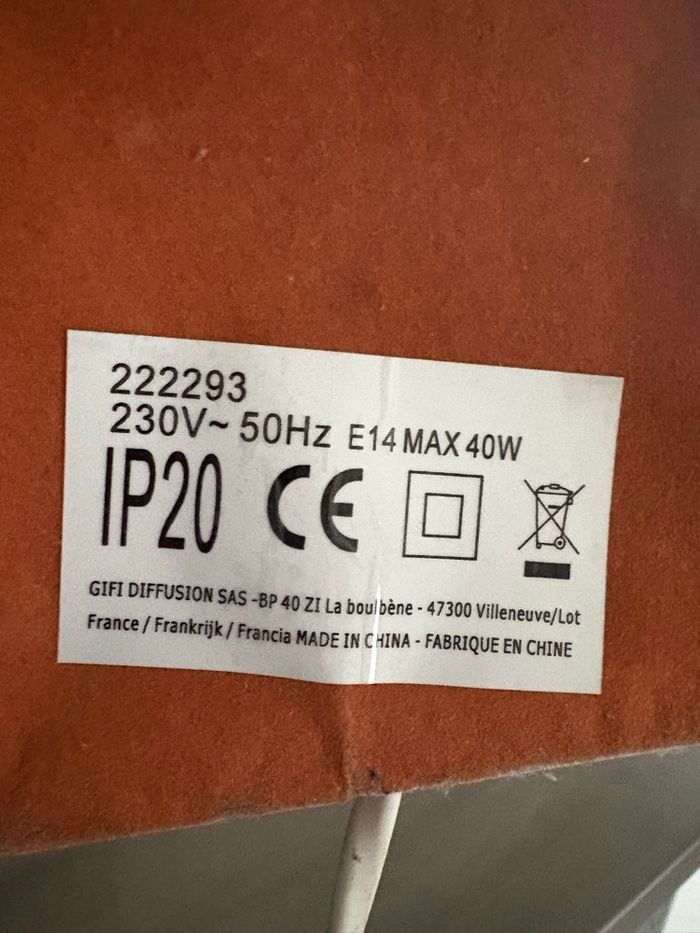 222293
230V~ 50Hz E14 MAX 40W
IP20 CE
GIFI DIFFUSION SAS -BP 40 ZI La boulbène - 47300 Villeneuve/Lot
France / Frankrijk / Francia MADE IN CHINA - FABRIQUE EN CHINE